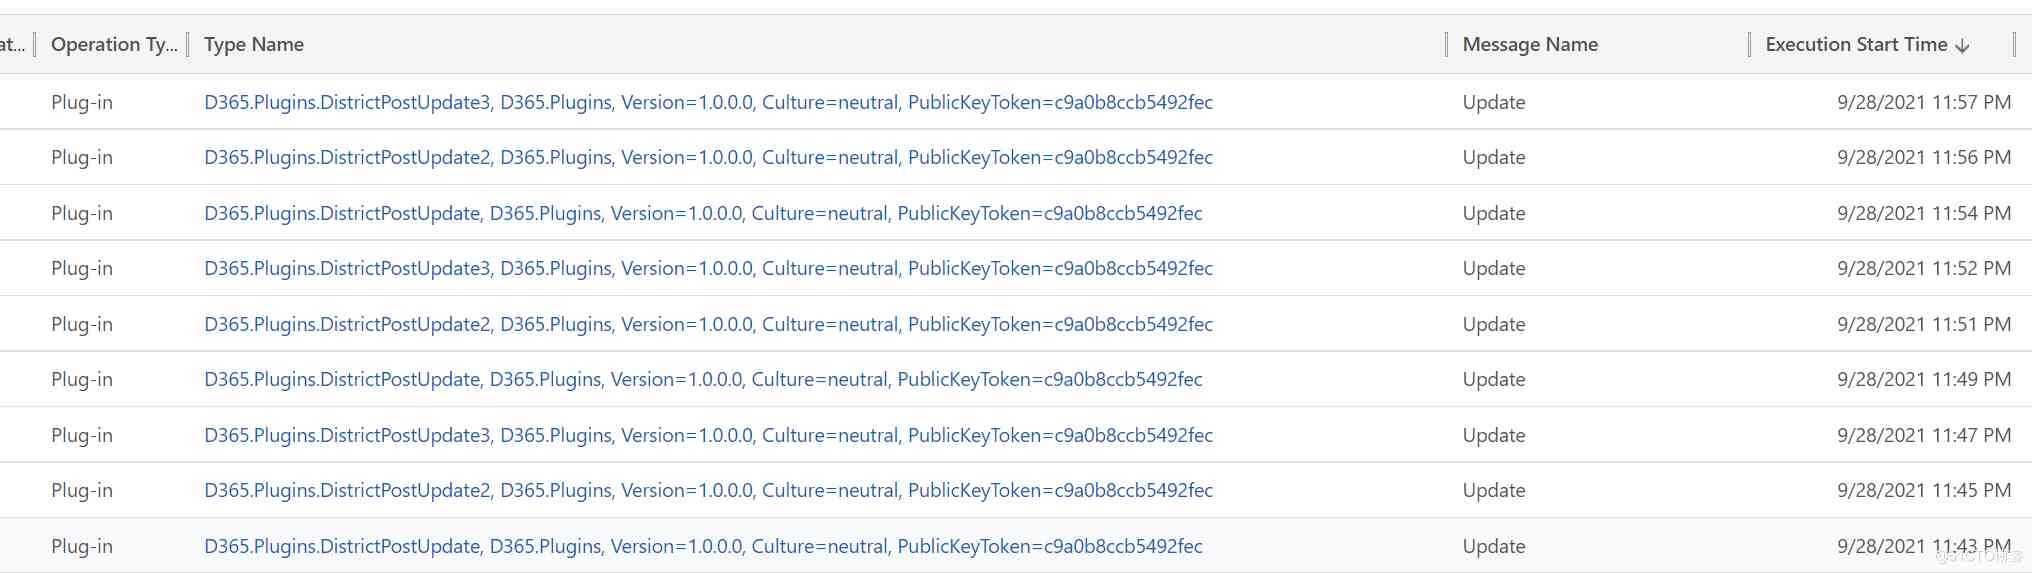 at... Operation Ty... Type Name Message Name Execution Start Time
Plug-in D365.Plugins.DistrictPostUpdate3, D365.Plugins, Version=1.0.0.0, Culture=neutral, PublicKeyToken=c9a0b8ccb5492fec Update 9/28/2021 11:57 PM
Plug-in D365.Plugins.DistrictPostUpdate2, D365.Plugins, Version=1.0.0.0, Culture=neutral, PublicKeyToken=c9a0b8ccb5492fec Update 9/28/2021 11:56 PM
Plug-in D365.Plugins.DistrictPostUpdate, D365.Plugins, Version=1.0.0.0, Culture=neutral, PublicKeyToken=c9a0b8ccb5492fec Update 9/28/2021 11:54 PM
Plug-in D365.Plugins.DistrictPostUpdate3, D365.Plugins, Version=1.0.0.0, Culture=neutral, PublicKeyToken=c9a0b8ccb5492fec Update 9/28/2021 11:52 PM
Plug-in D365.Plugins.DistrictPostUpdate2, D365.Plugins, Version=1.0.0.0, Culture=neutral, PublicKeyToken=c9a0b8ccb5492fec Update 9/28/2021 11:51 PM
Plug-in D365.Plugins.DistrictPostUpdate, D365.Plugins, Version=1.0.0.0, Culture=neutral, PublicKeyToken=c9a0b8ccb5492fec Update 9/28/2021 11:49 PM
Plug-in D365.Plugins.DistrictPostUpdate3, D365.Plugins, Version=1.0.0.0, Culture=neutral, PublicKeyToken=c9a0b8ccb5492fec Update 9/28/2021 11:47 PM
Plug-in D365.Plugins.DistrictPostUpdate2, D365.Plugins, Version=1.0.0.0, Culture=neutral, PublicKeyToken=c9a0b8ccb5492fec Update 9/28/2021 11:45 PM
Plug-in D365.Plugins.DistrictPostUpdate, D365.Plugins, Version=1.0.0.0, Culture=neutral, PublicKeyToken=c9a0b8ccb5492fec Update 9/28/2021 11:43 PM
@51CTO博客